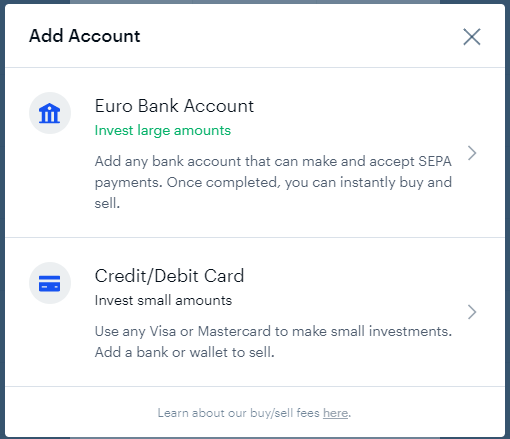 Add Account
Euro Bank Account
Invest large amounts
Add any bank account that can make and accept SEPA
payments. Once completed, you can instantly buy and
sell.
Credit/Debit Card
Invest small amounts
Use any Visa or Mastercard to make small investments.
Add a bank or wallet to sell.
Learn about our buy/sell fees here.